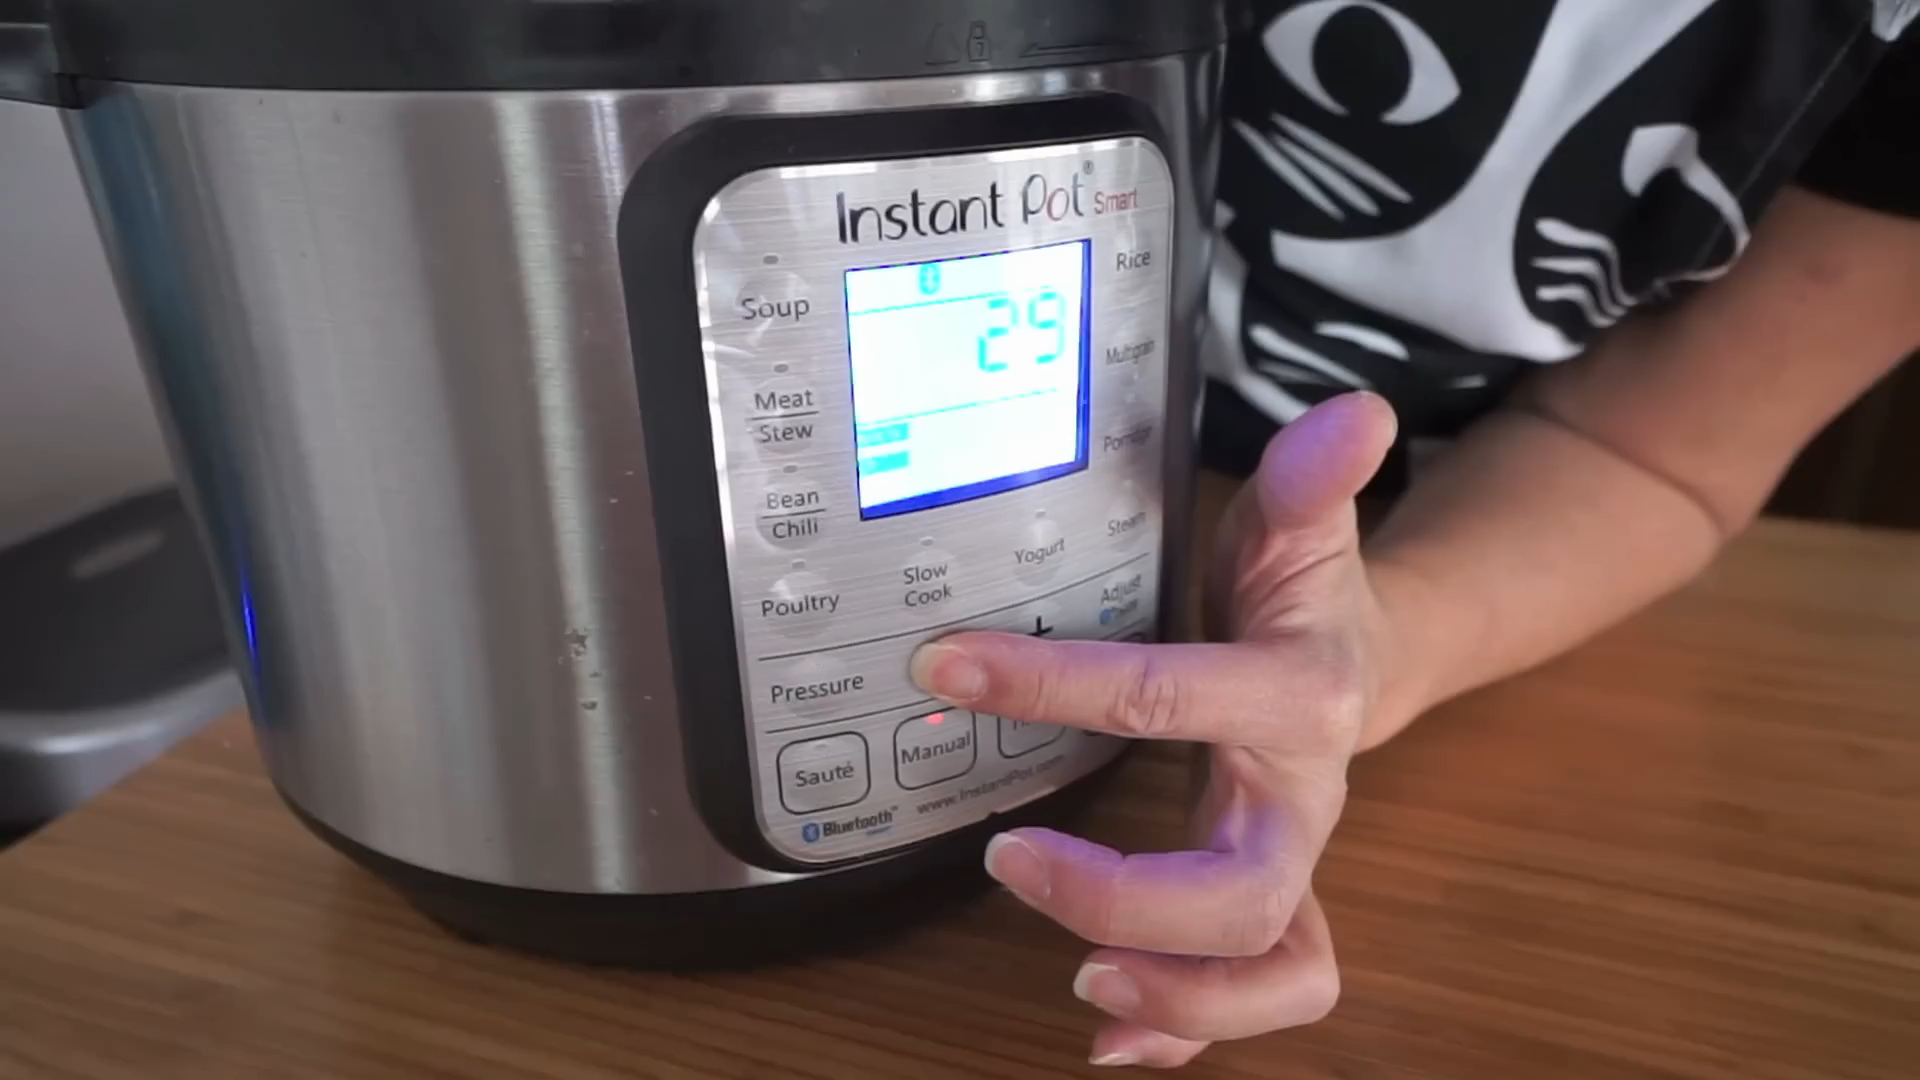 Instant Pot® Smart
Rice
29
Soup
Multigrain
Meat
Stew
Porridge
Bean
Chili
Steam
Yogurt
Slow
Cook
Poultry
Adjust
+
Pressure
Manual
Sauté
www.InstantPot.com
Bluetooth™